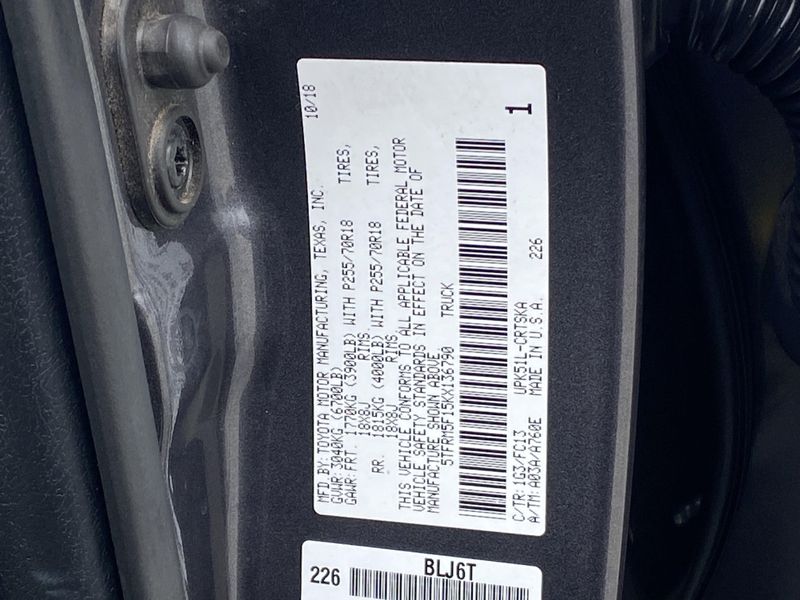 MFD.BY:TOYOTA MOTOR MANUFACTURING, TEXAS, INC. 10/18
GVWR:3040KG (6700LB)
GAWR:FRT. 1770KG (3900LB) WITH P255/70R18 TIRES,
18X8J RIMS
RR. 1815KG (4000LB) WITH P255/70R18 TIRES,
18X8J RIMS
THIS VEHICLE CONFORMS TO ALL APPLICABLE FEDERAL MOTOR
VEHICLE SAFETY STANDARDS IN EFFECT ON THE DATE OF
MANUFACTURE SHOWN ABOVE.
5TFRM5F15KX136790 TRUCK
1
C/TR:1G3/FC13 UPK51L-CRTSKA 226
A/TM:A03A/A760E MADE IN U.S.A.
BLJ6T
226